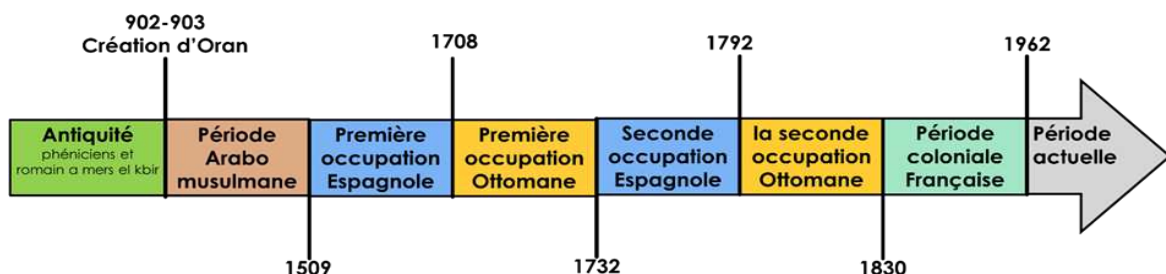 902-903
Création d'Oran
1708
1792
1962
Antiquité
phéniciens et
romain a mers el kbir
Période
Arabo
musulmane
Première
occupation
Espagnole
Première
occupation
Ottomane
Seconde
occupation
Espagnole
la seconde
occupation
Ottomane
Période
coloniale
Française
Période
actuelle
1509
1732
1830